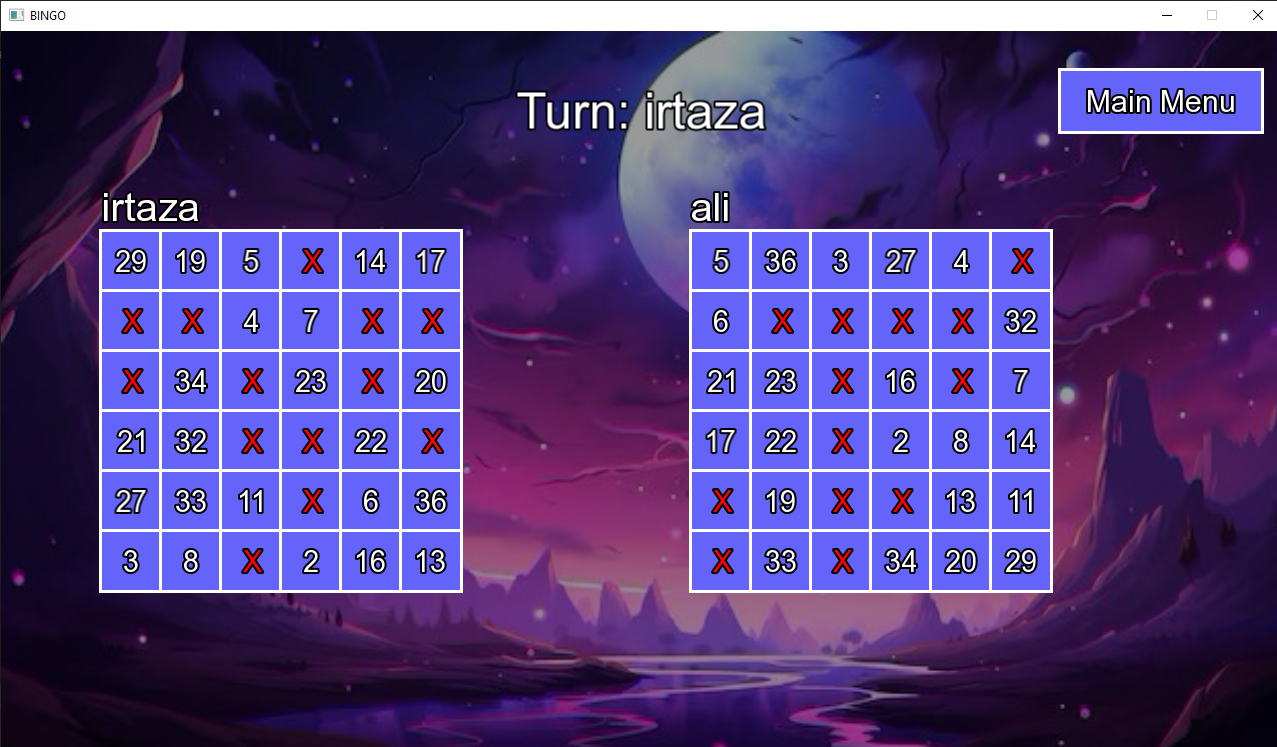 BINGO
Main Menu
Turn: irtaza
irtaza
29 19 5 X 14 17
X X 4 7 X X
X 34 X 23 X 20
21 32 X X 22 X
27 33 11 X 6 36
3 8 X 2 16 13
ali
5 36 3 27 4 X
6 X X X X 32
21 23 X 16 X 7
17 22 X 2 8 14
X 19 X X 13 11
X 33 X 34 20 29